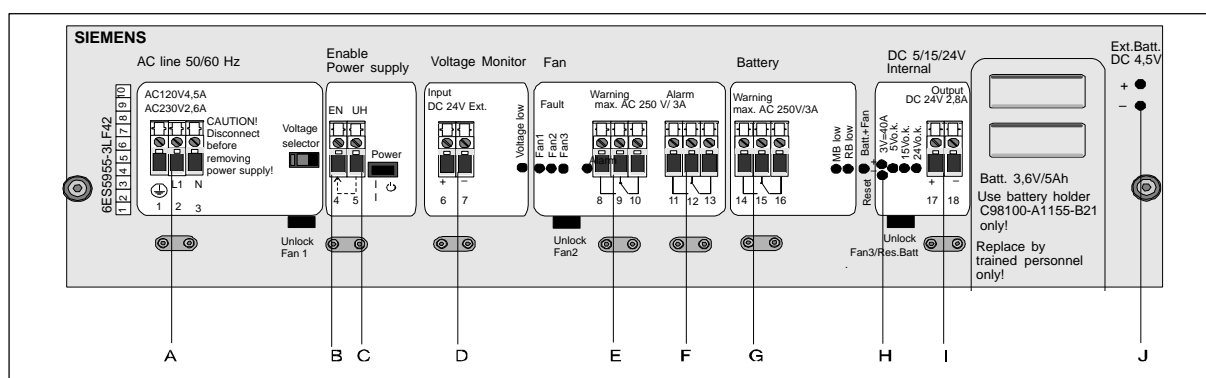 SIEMENS
6ES5955-3LF42
1 2 3 4 5 6 7 8 9 10
AC line 50/60 Hz
AC120V4,5A
AC230V2,6A
CAUTION!
Disconnect
before
removing
power supply!
L1 N
1 2 3
Voltage
selector
Unlock
Fan 1
Enable
Power supply
EN UH
Power
4 5
I
Voltage Monitor
Input
DC 24V Ext.
+ −
6 7
Voltage low
Fan
Fault
Fan1
Fan2
Fan3
Warning Alarm
max. AC 250 V/ 3A
Alarm
8 9 10
11 12 13
Unlock
Fan2
Battery
Warning
max. AC 250V/3A
14 15 16
MB low
RB low
Batt.+Fan
Reset
DC 5/15/24V
Internal
Output
DC 24V 2,8A
+
−
3V=40A
5Vo.k.
15Vo.k.
24Vo.k.
+ −
17 18
Unlock
Fan3/Res.Batt
Batt. 3,6V/5Ah
Use battery holder
C98100-A1155-B21
only!
Replace by
trained personnel
only!
Ext.Batt.
DC 4,5V
+
−
A B C D E F G H I J